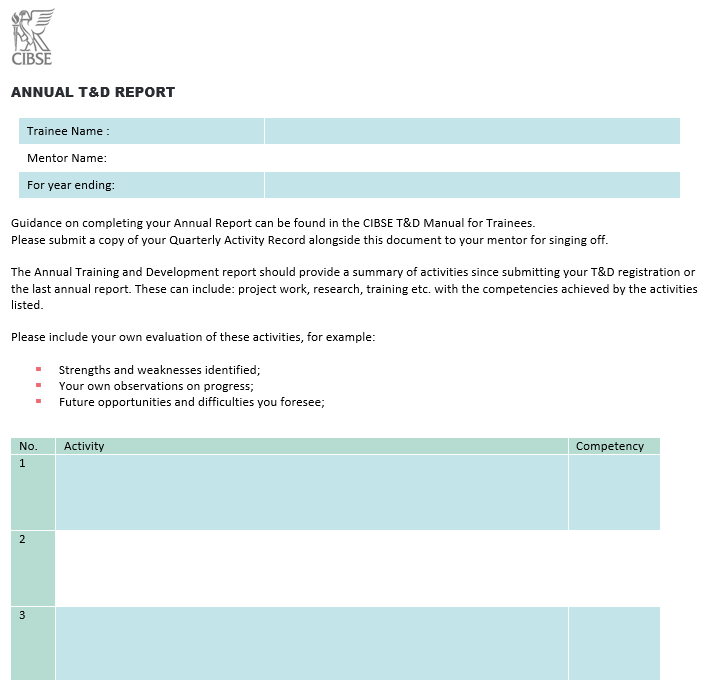 CIBSE
ANNUAL T&D REPORT
Trainee Name :
Mentor Name:
For year ending:
Guidance on completing your Annual Report can be found in the CIBSE T&D Manual for Trainees.
Please submit a copy of your Quarterly Activity Record alongside this document to your mentor for singing off.
The Annual Training and Development report should provide a summary of activities since submitting your T&D registration or
the last annual report. These can include: project work, research, training etc. with the competencies achieved by the activities
listed.
Please include your own evaluation of these activities, for example:
Strengths and weaknesses identified;
Your own observations on progress;
Future opportunities and difficulties you foresee;
No. Activity Competency
1
2
3